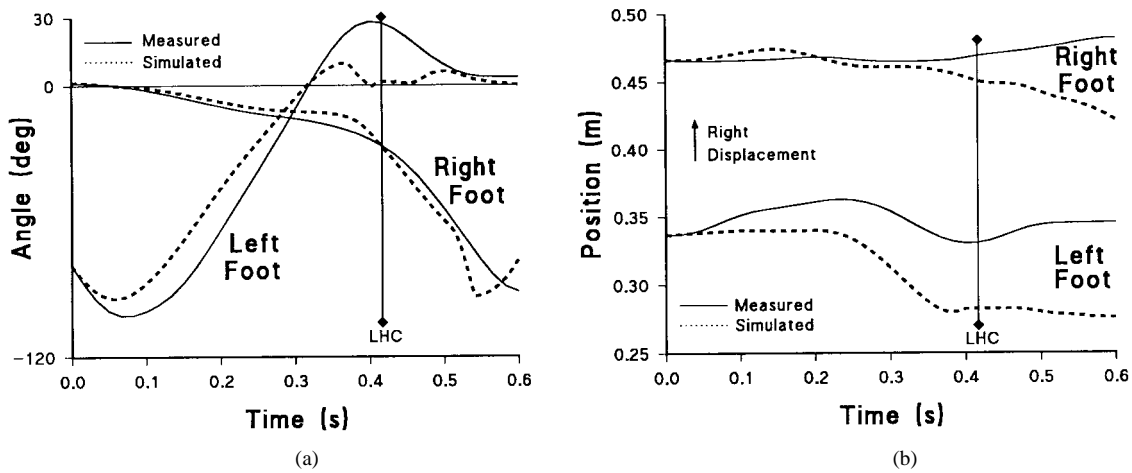 30
Measured
Simulated
0
Angle (deg)
Right
Foot
Left
Foot
LHC
−120
0.0 0.1 0.2 0.3 0.4 0.5 0.6
Time (s)
(a)
0.50
0.45
0.40
0.35
0.30
0.25
Position (m)
Right
Foot
Right
Displacement
Left
Foot
Measured
Simulated
LHC
0.0 0.1 0.2 0.3 0.4 0.5 0.6
Time (s)
(b)